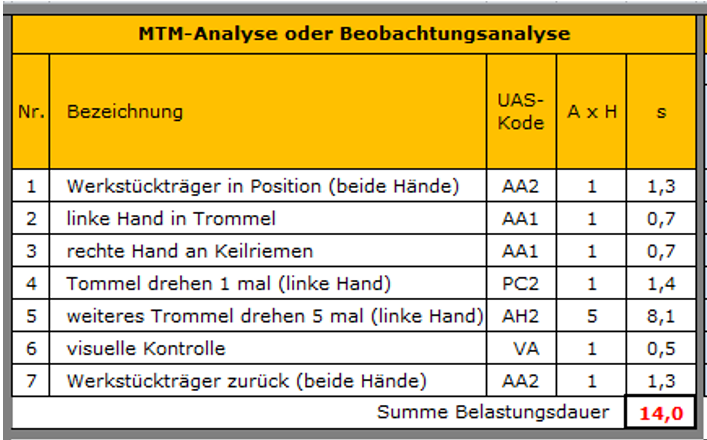 MTM-Analyse oder Beobachtungsanalyse
Nr. Bezeichnung UAS-Kode A x H s
1 Werkstückträger in Position (beide Hände) AA2 1 1,3
2 linke Hand in Trommel AA1 1 0,7
3 rechte Hand an Keilriemen AA1 1 0,7
4 Tommel drehen 1 mal (linke Hand) PC2 1 1,4
5 weiteres Trommel drehen 5 mal (linke Hand) AH2 5 8,1
6 visuelle Kontrolle VA 1 0,5
7 Werkstückträger zurück (beide Hände) AA2 1 1,3
Summe Belastungsdauer 14,0